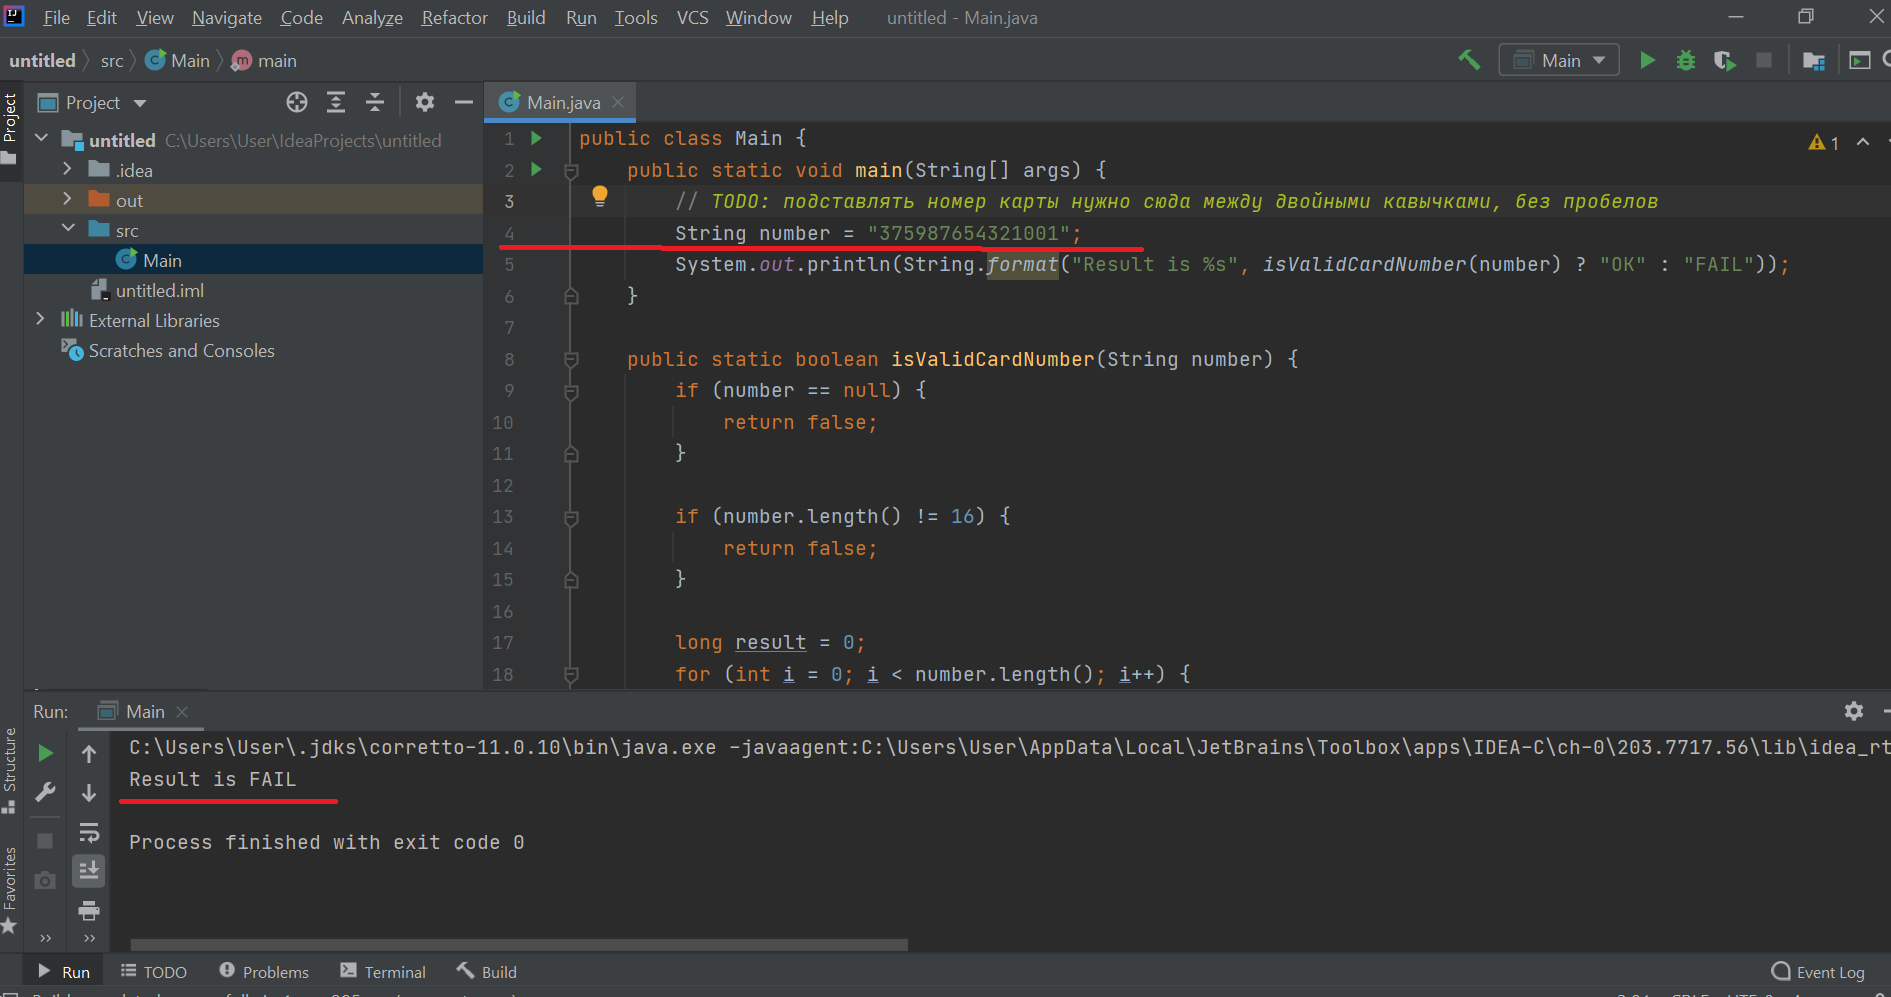 File Edit View Navigate Code Analyze Refactor Build Run Tools VCS Window Help untitled - Main.java
untitled src Main main
Main
Project
Project
Main.java
untitled C:\Users\User\IdeaProjects\untitled
.idea
out
src
Main
untitled.iml
External Libraries
Scratches and Consoles
1
1 public class Main {
2 public static void main(String[] args) {
3 // TODO: подставлять номер карты нужно сюда между двойными кавычками, без пробелов
4 String number = "375987654321001";
5 System.out.println(String.format("Result is %s", isValidCardNumber(number) ? "OK" : "FAIL"));
6 }
7
8 public static boolean isValidCardNumber(String number) {
9 if (number == null) {
10 return false;
11 }
12
13 if (number.length() != 16) {
14 return false;
15 }
16
17 long result = 0;
18 for (int i = 0; i < number.length(); i++) {
Run: Main
Structure
Favorites
C:\Users\User\.jdks\corretto-11.0.10\bin\java.exe -javaagent:C:\Users\User\AppData\Local\JetBrains\Toolbox\apps\IDEA-C\ch-0\203.7717.56\lib\idea_rt
Result is FAIL
Process finished with exit code 0
Run TODO Problems Terminal Build Event Log